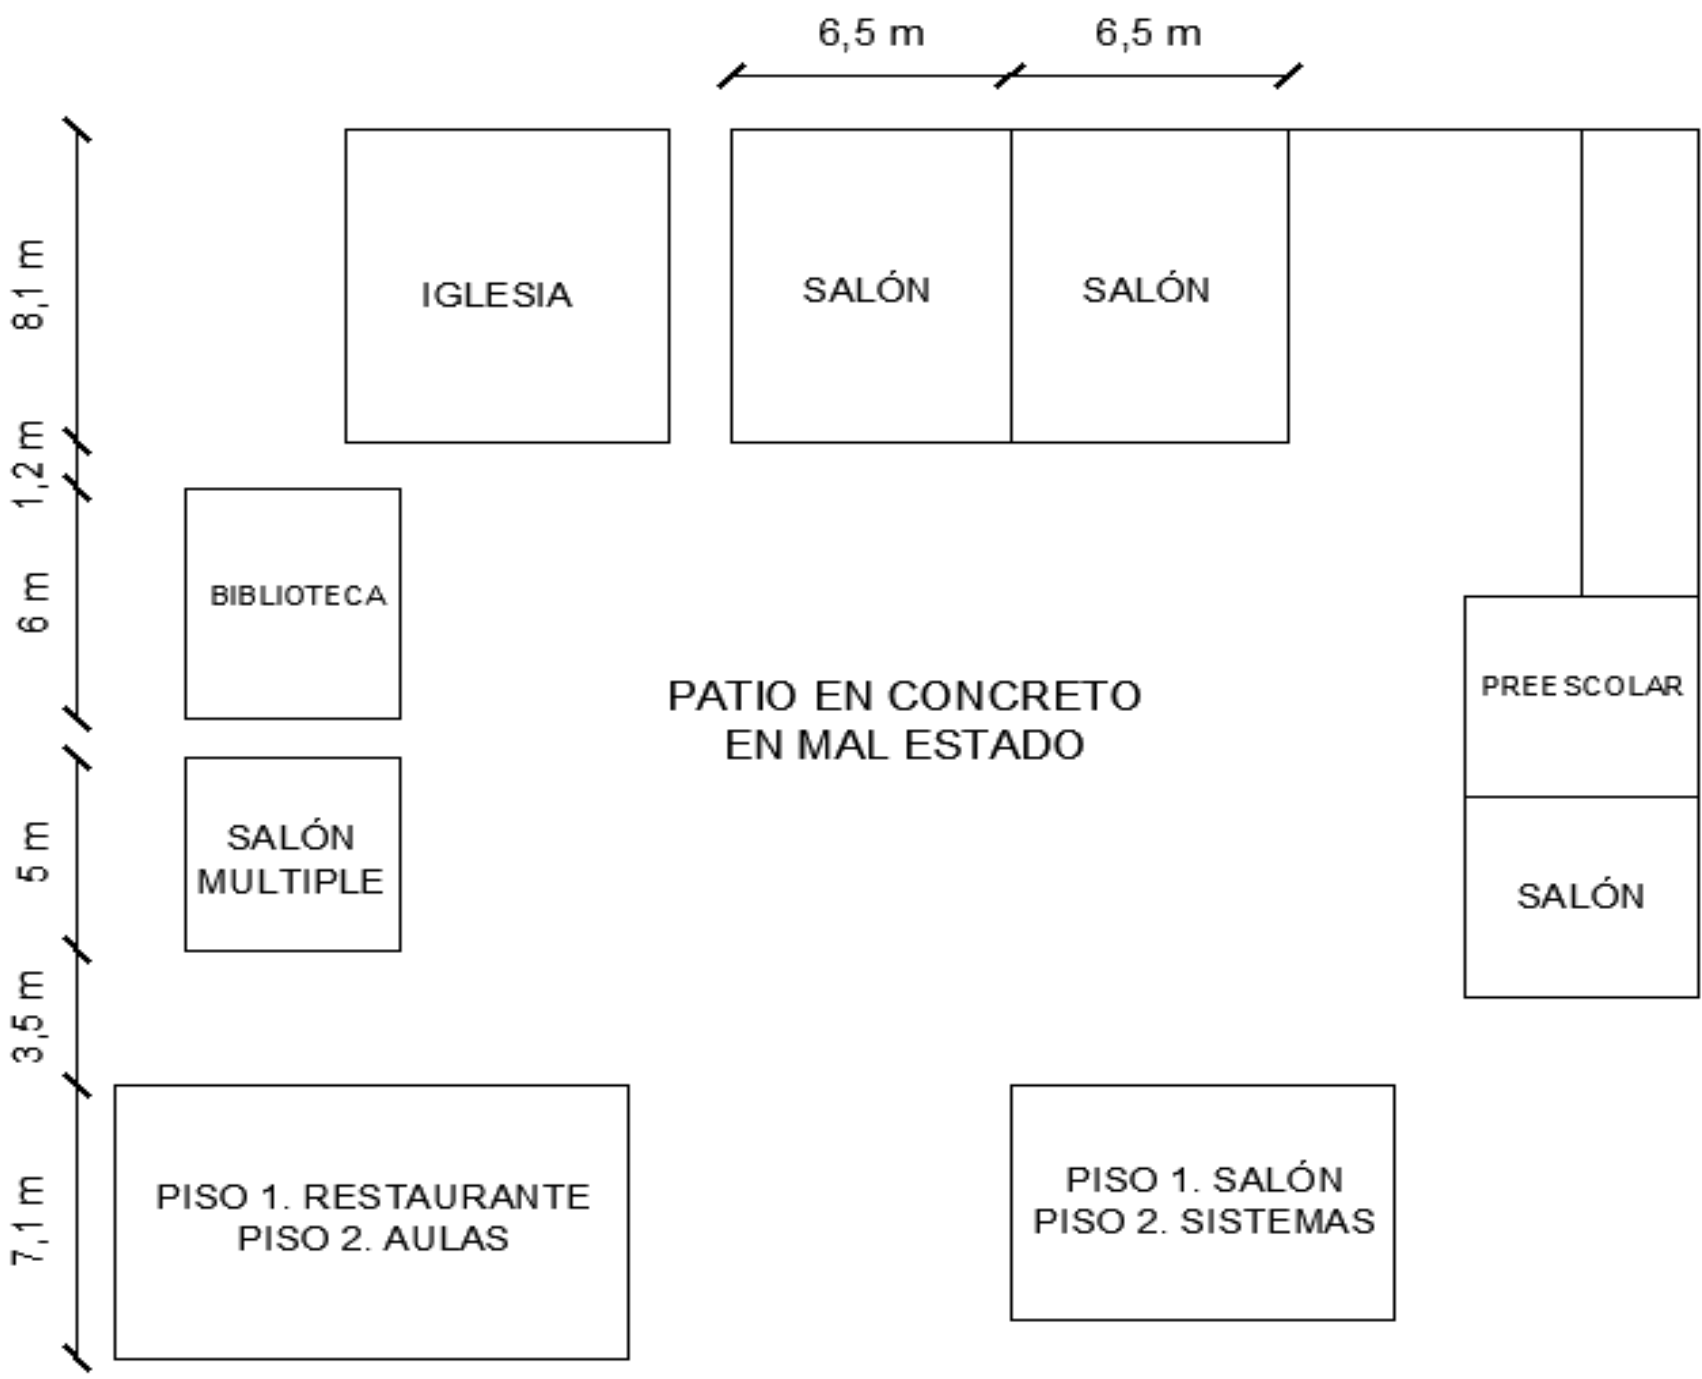 6,5 m
6,5 m
8,1 m
IGLESIA
SALÓN
SALÓN
1,2 m
6 m
BIBLIOTECA
PATIO EN CONCRETO
EN MAL ESTADO
PREESCOLAR
5 m
SALÓN
MULTIPLE
SALÓN
3,5 m
7,1 m
PISO 1. RESTAURANTE
PISO 2. AULAS
PISO 1. SALÓN
PISO 2. SISTEMAS